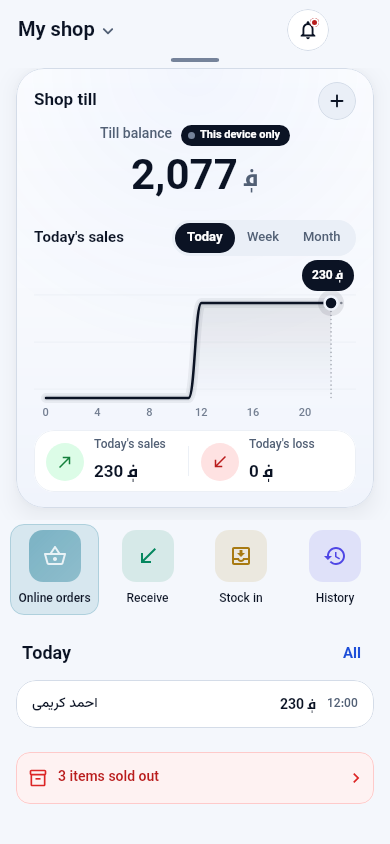 My shop
Shop till
Till balance This device only
2,077 ؋
Today's sales Today Week Month
230 ؋
0 4 8 12 16 20
Today's sales Today's loss
230 ؋ 0 ؋
Online orders Receive Stock in History
Today All
احمد کریمی 230 ؋ 12:00
3 items sold out